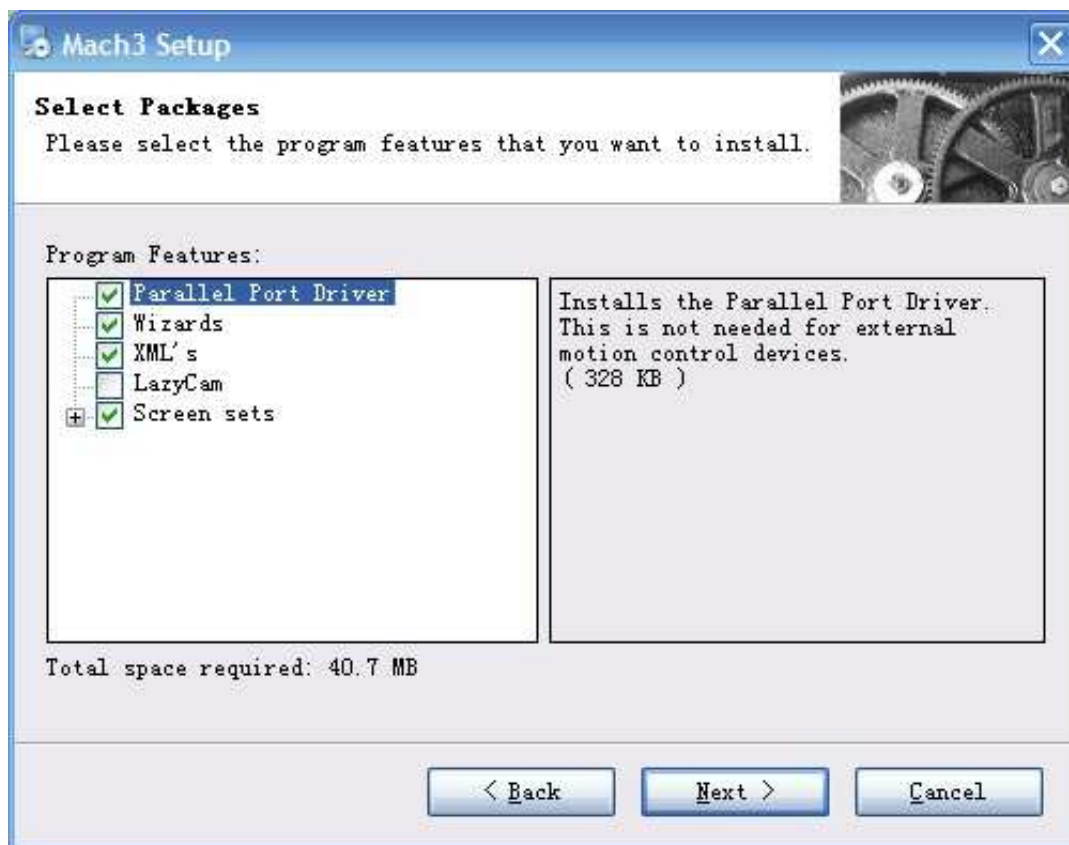 Mach3 Setup
Select Packages
Please select the program features that you want to install.
Program Features:
Parallel Port Driver
Wizards
XML's
LazyCam
Screen sets
Installs the Parallel Port Driver.
This is not needed for external
motion control devices.
( 328 KB )
Total space required: 40.7 MB
< Back
Next >
Cancel